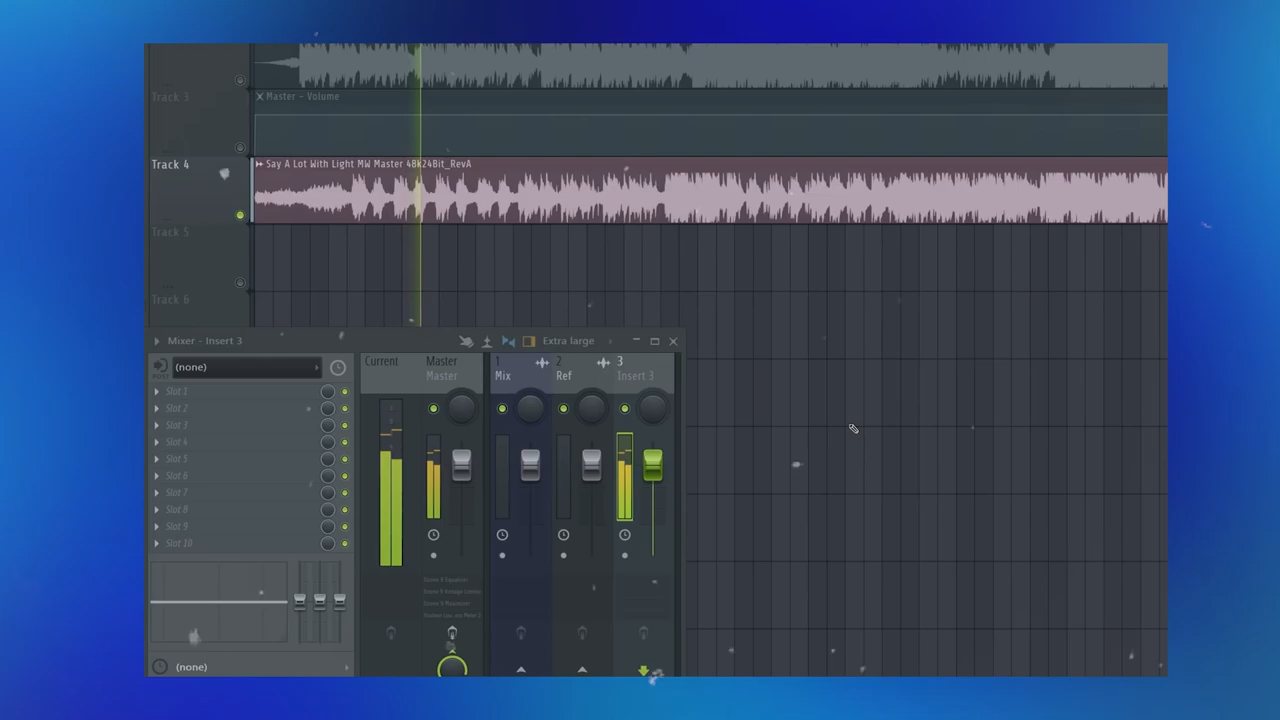 Track 3
Master - Volume
Track 4
Say A Lot With Light MW Master 48k24Bit_RevA
Track 5
Track 6
Mixer - Insert 3
Extra large
(none)
Current
Master
Master
1
Mix
2
Ref
3
Insert 3
Slot 1
Slot 2
Slot 3
Slot 4
Slot 5
Slot 6
Slot 7
Slot 8
Slot 9
Slot 10
(none)